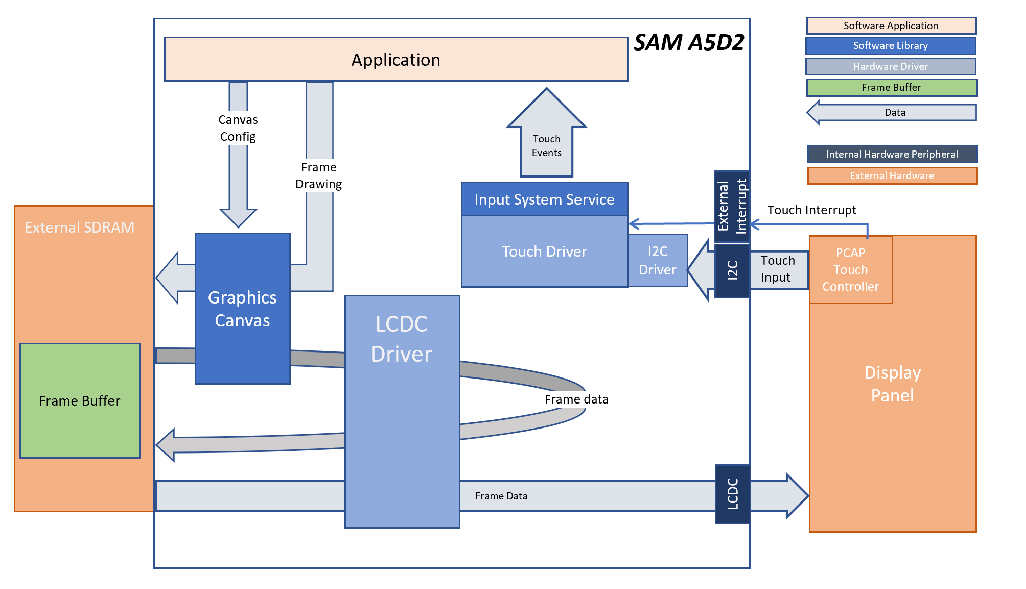 SAM A5D2
Application
Software Application
Software Library
Hardware Driver
Frame Buffer
Data
Internal Hardware Peripheral
External Hardware
Canvas
Config
Frame
Drawing
Touch
Events
Input System Service
Touch Driver
I2C
Driver
External
Interrupt
I2C
Touch Interrupt
Touch
Input
PCAP
Touch
Controller
Display
Panel
External SDRAM
Graphics
Canvas
LCDC
Driver
Frame Buffer
Frame data
Frame Data
LCDC